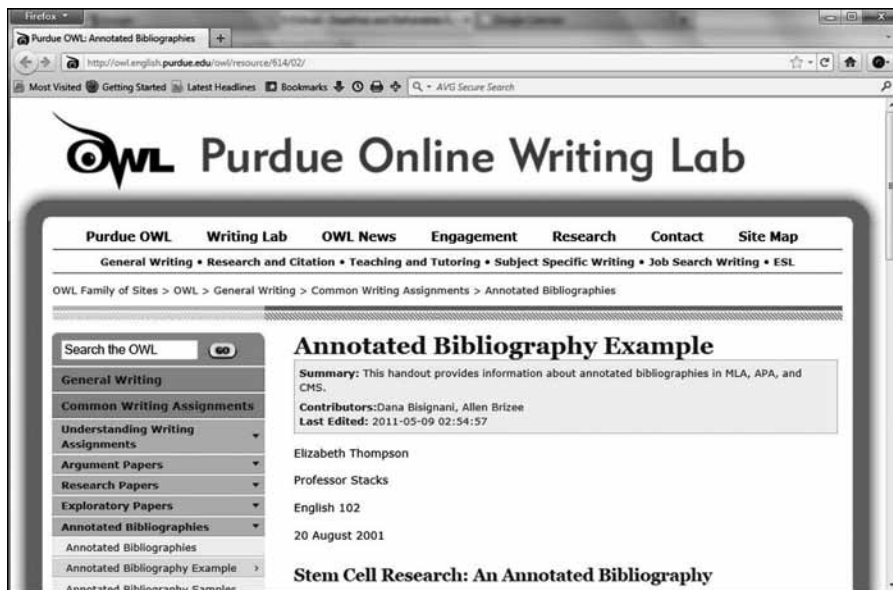 Firefox
Purdue OWL: Annotated Bibliographies
http://owl.english.purdue.edu/owl/resource/614/02/
Most Visited Getting Started Latest Headlines Bookmarks AVG Secure Search
OWL Purdue Online Writing Lab
Purdue OWL Writing Lab OWL News Engagement Research Contact Site Map
General Writing • Research and Citation • Teaching and Tutoring • Subject Specific Writing • Job Search Writing • ESL
OWL Family of Sites > OWL > General Writing > Common Writing Assignments > Annotated Bibliographies
Search the OWL GO
General Writing
Common Writing Assignments
Understanding Writing
Assignments
Argument Papers
Research Papers
Exploratory Papers
Annotated Bibliographies
Annotated Bibliographies
Annotated Bibliography Example
Annotated Bibliography Samples
Annotated Bibliography Example
Summary: This handout provides information about annotated bibliographies in MLA, APA, and
CMS.
Contributors:Dana Bisignani, Allen Brizee
Last Edited: 2011-05-09 02:54:57
Elizabeth Thompson
Professor Stacks
English 102
20 August 2001
Stem Cell Research: An Annotated Bibliography